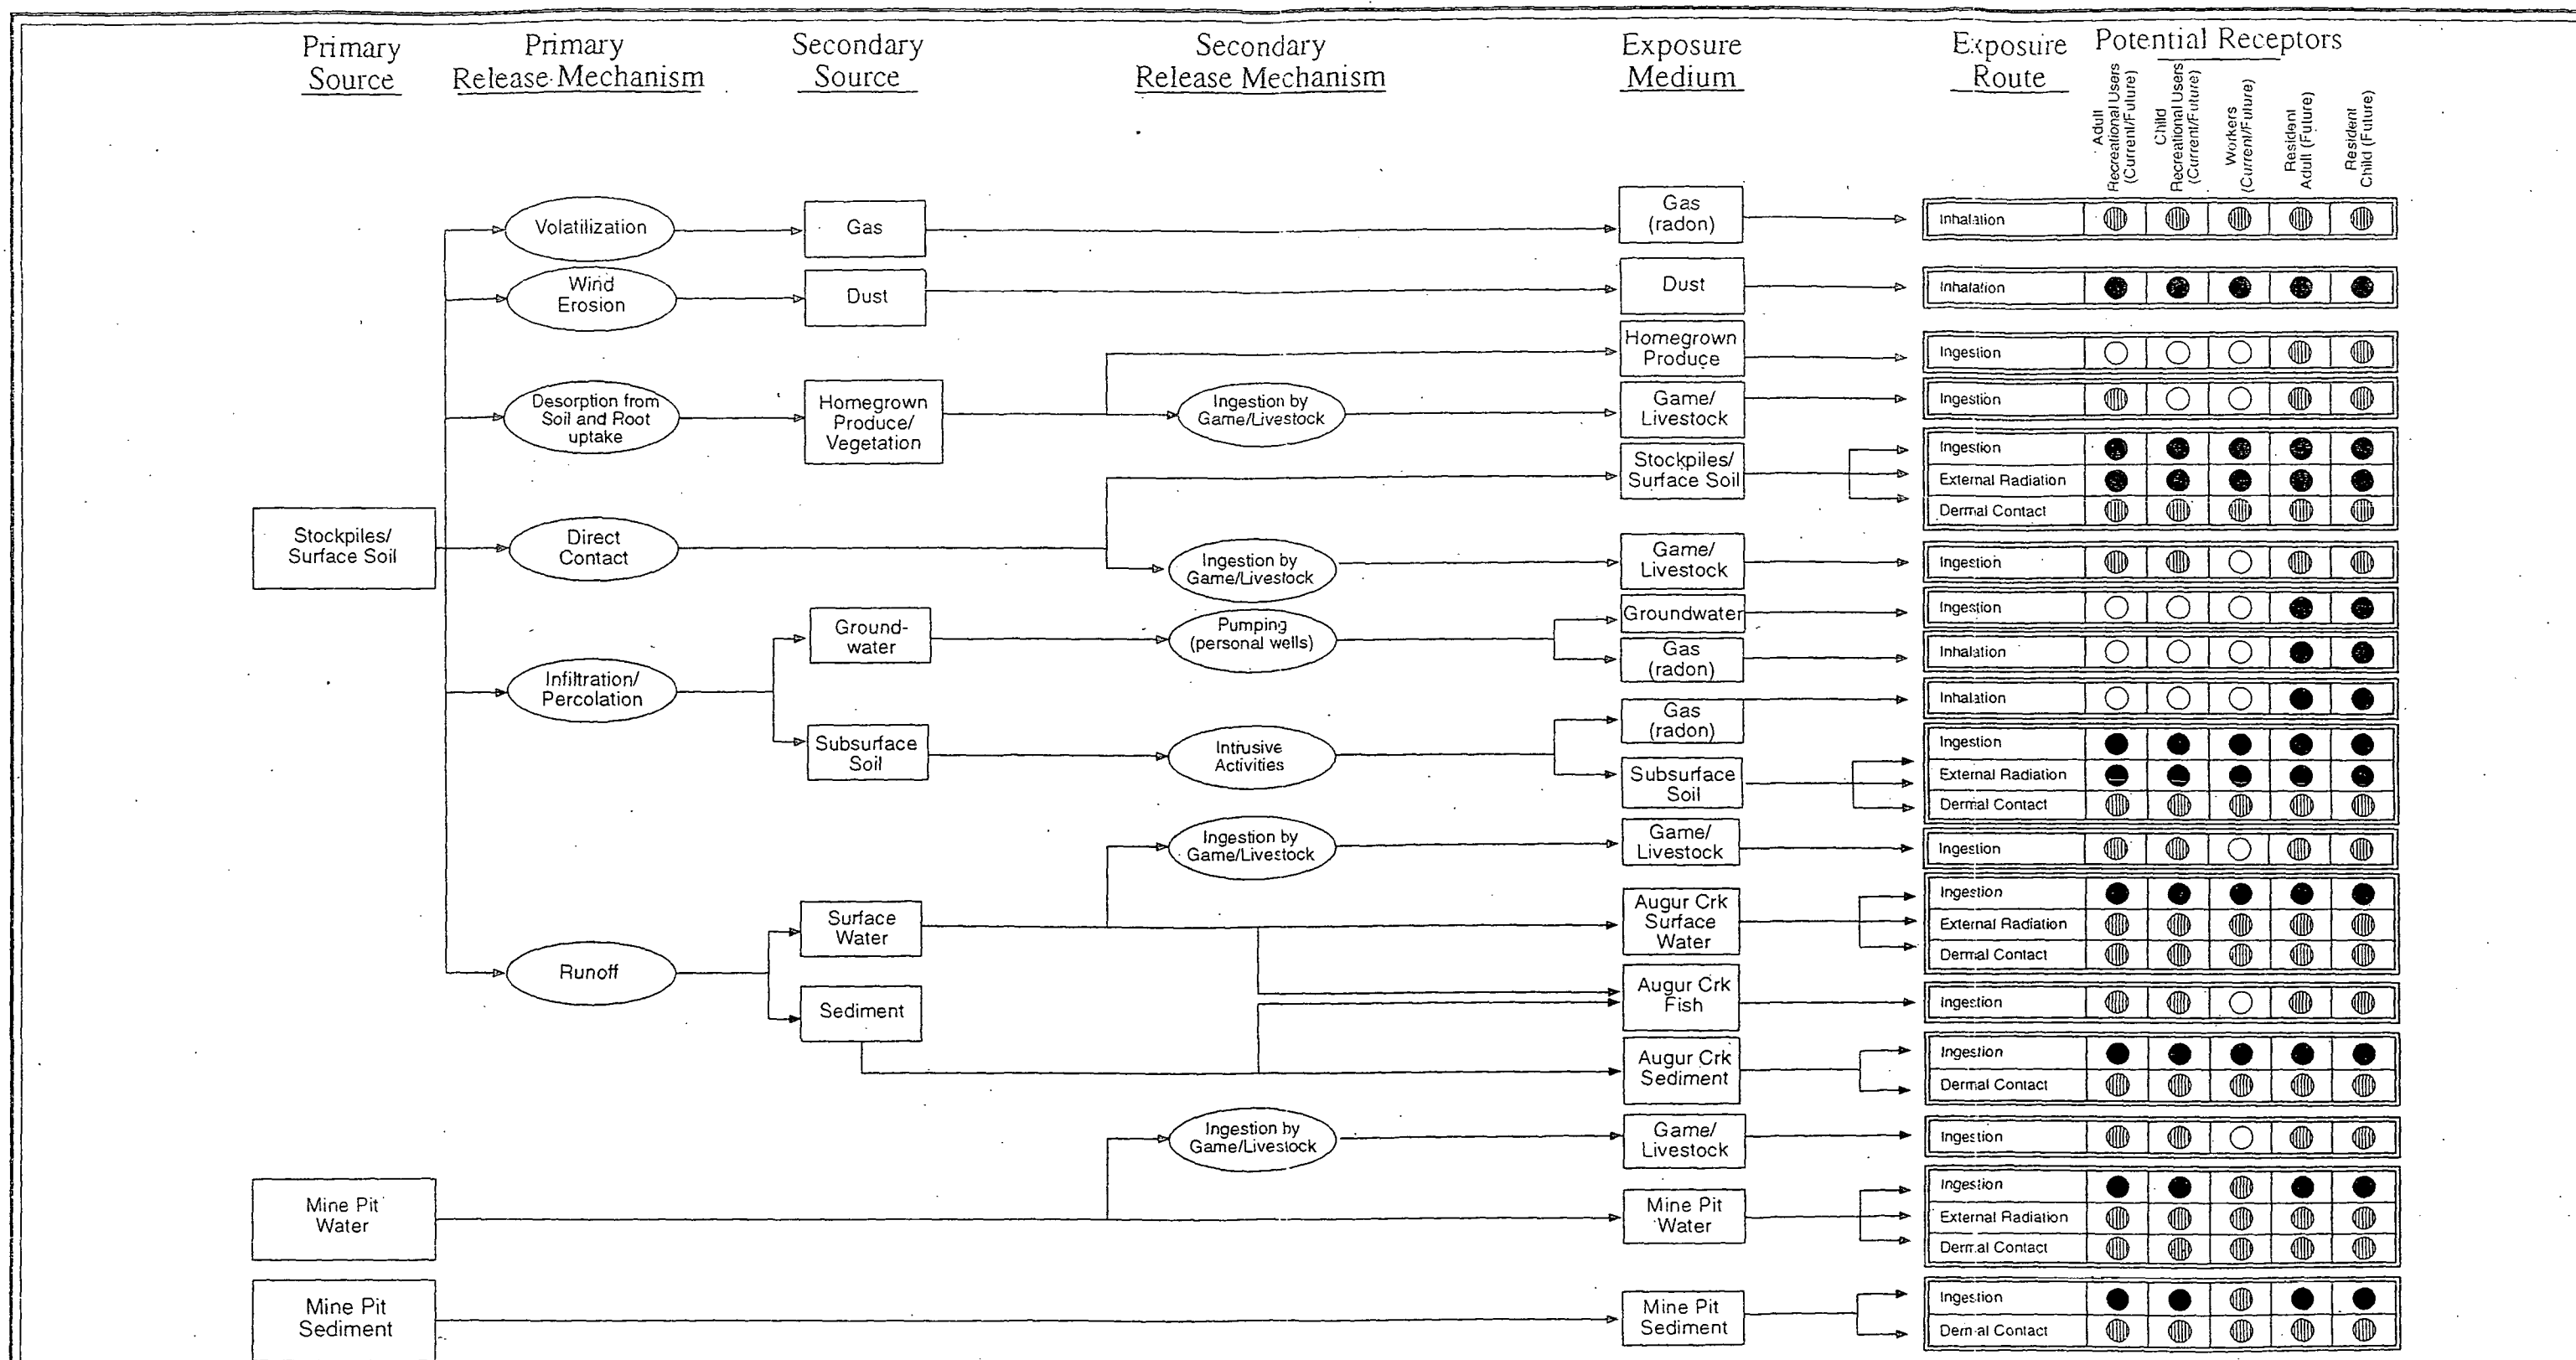 Primary
Source
Primary
Release Mechanism
Secondary
Source
Secondary
Release Mechanism
Exposure
Medium
Exposure
Route
Potential Receptors
Adult
Recreational Users
(Current/Future)
Child
Recreational Users
(Current/Future)
Workers
(Current/Future)
Resident
Adult (Future)
Resident
Child (Future)
Volatilization
Gas
Gas
(radon)
Inhalation
Wind
Erosion
Dust
Dust
Inhalation
Homegrown
Produce
Ingestion
Desorption from
Soil and Root
uptake
Homegrown
Produce/
Vegetation
Ingestion by
Game/Livestock
Game/
Livestock
Ingestion
Stockpiles/
Surface Soil
Ingestion
External Radiation
Dermal Contact
Stockpiles/
Surface Soil
Direct
Contact
Ingestion by
Game/Livestock
Game/
Livestock
Ingestion
Ground-
water
Pumping
(personal wells)
Groundwater
Ingestion
Gas
(radon)
Inhalation
Infiltration/
Percolation
Gas
(radon)
Inhalation
Subsurface
Soil
Intrusive
Activities
Subsurface
Soil
Ingestion
External Radiation
Dermal Contact
Ingestion by
Game/Livestock
Game/
Livestock
Ingestion
Surface
Water
Augur Crk
Surface
Water
Ingestion
External Radiation
Dermal Contact
Runoff
Sediment
Augur Crk
Fish
Ingestion
Augur Crk
Sediment
Ingestion
Dermal Contact
Ingestion by
Game/Livestock
Game/
Livestock
Ingestion
Mine Pit
Water
Mine Pit
Water
Ingestion
External Radiation
Dermal Contact
Mine Pit
Sediment
Mine Pit
Sediment
Ingestion
Dermal Contact